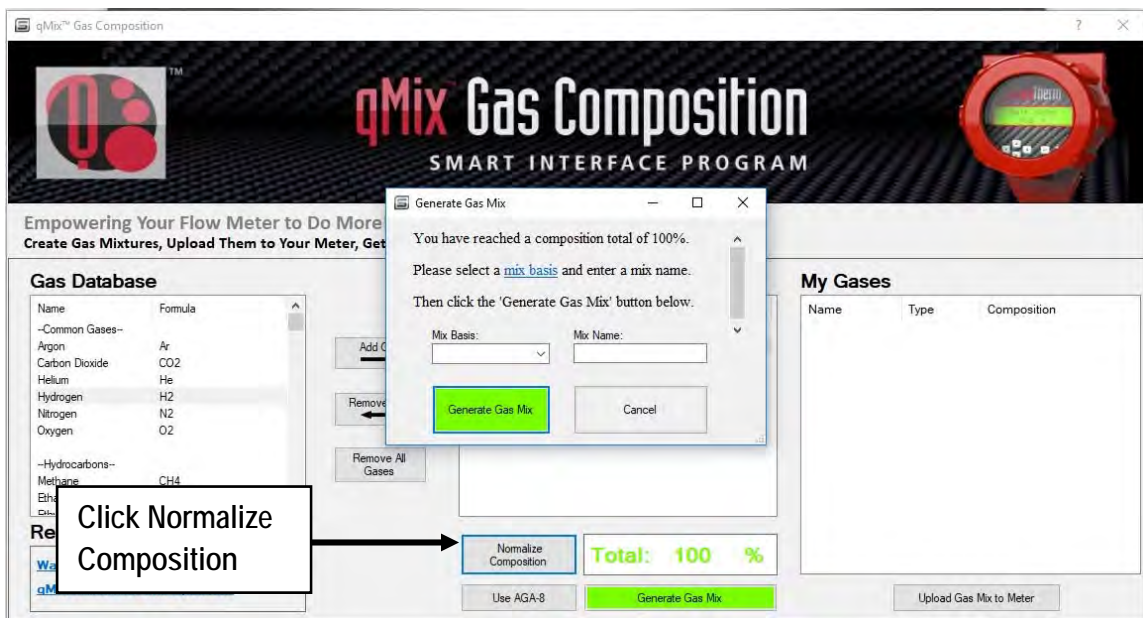 qMix™ Gas Composition
?
TM
qMix Gas Composition
SMART INTERFACE PROGRAM
Therm
Empowering Your Flow Meter to Do More
Create Gas Mixtures, Upload Them to Your Meter, Get
Generate Gas Mix
You have reached a composition total of 100%.
Please select a mix basis and enter a mix name.
Then click the 'Generate Gas Mix' button below.
Mix Basis: Mix Name:
Generate Gas Mix Cancel
Gas Database
Name Formula
--Common Gases--
Argon Ar
Carbon Dioxide CO2
Helium He
Hydrogen H2
Nitrogen N2
Oxygen O2
--Hydrocarbons--
Methane CH4
Add
Remove
Remove All
Gases
Click Normalize
Composition
Normalize
Composition
Total: 100 %
Use AGA-8
Generate Gas Mix
My Gases
Name Type Composition
Upload Gas Mix to Meter